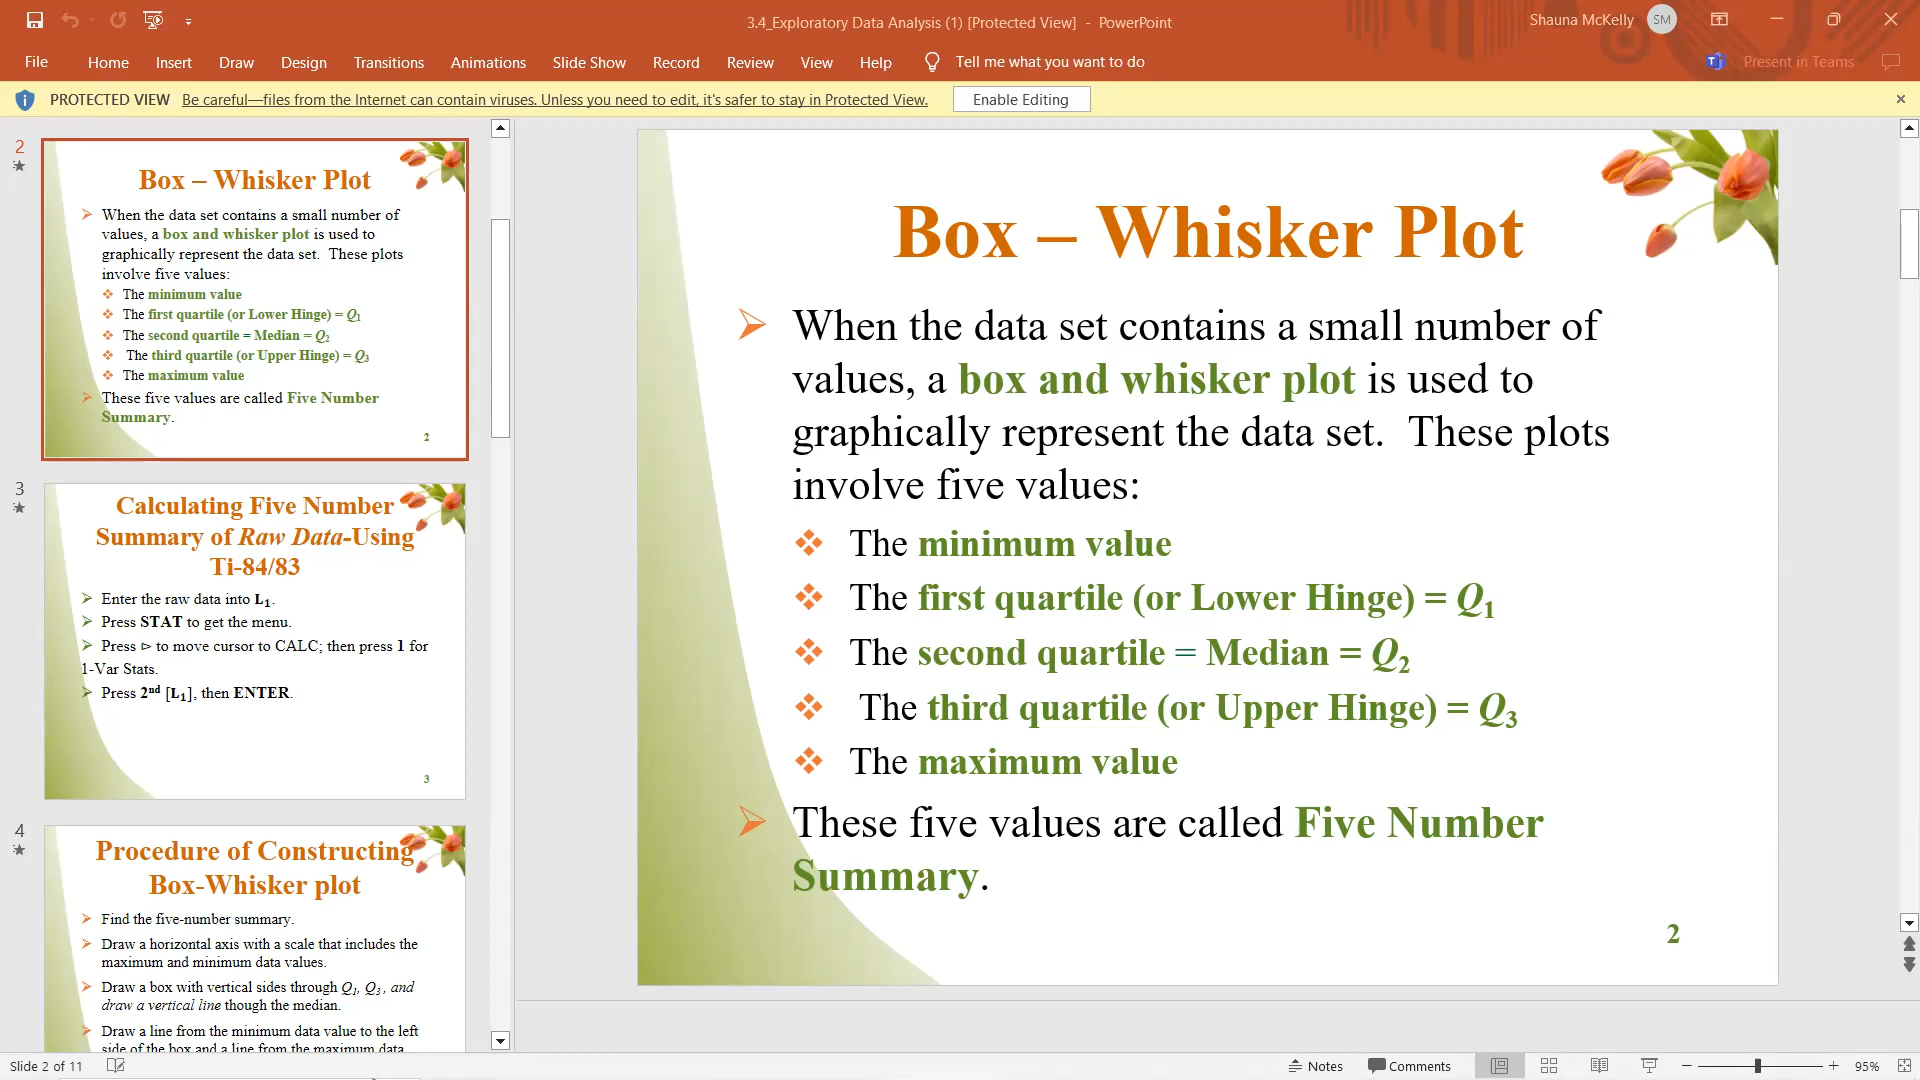 3.4_Exploratory Data Analysis (1) [Protected View] - PowerPoint
Shauna McKelly
SM
File Home Insert Draw Design Transitions Animations Slide Show Record Review View Help Tell me what you want to do
Present in Teams
PROTECTED VIEW Be careful—files from the Internet can contain viruses. Unless you need to edit, it's safer to stay in Protected View. Enable Editing
2
Box – Whisker Plot
When the data set contains a small number of
values, a box and whisker plot is used to
graphically represent the data set. These plots
involve five values:
The minimum value
The first quartile (or Lower Hinge) = Q₁
The second quartile = Median = Q₂
The third quartile (or Upper Hinge) = Q₃
The maximum value
These five values are called Five Number
Summary.
2
3
Calculating Five Number
Summary of Raw Data-Using
Ti-84/83
Enter the raw data into L₁.
Press STAT to get the menu.
Press ▻ to move cursor to CALC; then press 1 for
1-Var Stats.
Press 2ⁿᵈ [L₁], then ENTER.
3
4
Procedure of Constructing
Box-Whisker plot
Find the five-number summary.
Draw a horizontal axis with a scale that includes the
maximum and minimum data values.
Draw a box with vertical sides through Q₁, Q₃, and
draw a vertical line though the median.
Draw a line from the minimum data value to the left
side of the box and a line from the maximum data
Box – Whisker Plot
When the data set contains a small number of
values, a box and whisker plot is used to
graphically represent the data set. These plots
involve five values:
The minimum value
The first quartile (or Lower Hinge) = Q₁
The second quartile = Median = Q₂
The third quartile (or Upper Hinge) = Q₃
The maximum value
These five values are called Five Number
Summary.
2
Slide 2 of 11
Notes
Comments
95%